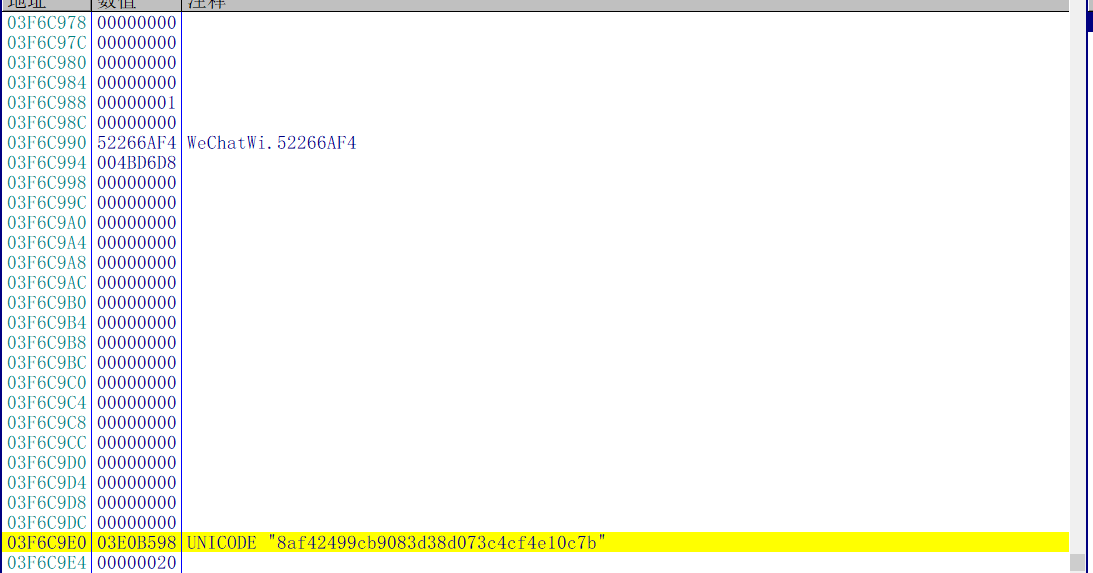 地址 数值 注释
03F6C978 00000000
03F6C97C 00000000
03F6C980 00000000
03F6C984 00000000
03F6C988 00000001
03F6C98C 00000000
03F6C990 52266AF4 WeChatWi.52266AF4
03F6C994 004BD6D8
03F6C998 00000000
03F6C99C 00000000
03F6C9A0 00000000
03F6C9A4 00000000
03F6C9A8 00000000
03F6C9AC 00000000
03F6C9B0 00000000
03F6C9B4 00000000
03F6C9B8 00000000
03F6C9BC 00000000
03F6C9C0 00000000
03F6C9C4 00000000
03F6C9C8 00000000
03F6C9CC 00000000
03F6C9D0 00000000
03F6C9D4 00000000
03F6C9D8 00000000
03F6C9DC 00000000
03F6C9E0 03E0B598 UNICODE "8af42499cb9083d38d073c4cf4e10c7b"
03F6C9E4 00000020